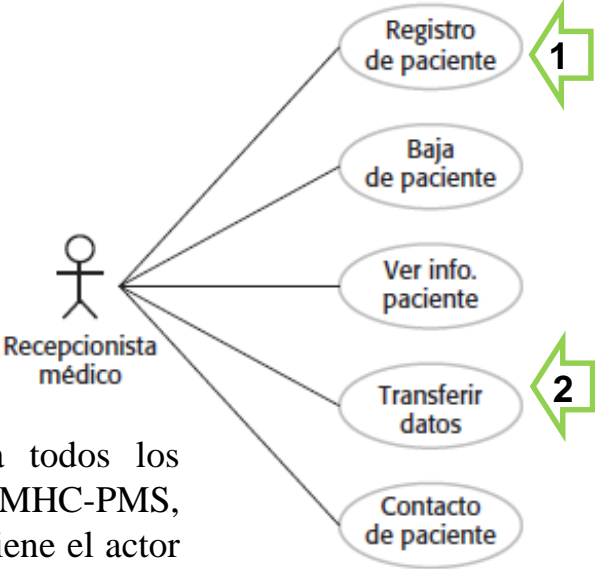 Registro
de paciente
1
Baja
de paciente
Ver info.
paciente
Recepcionista
médico
Transferir
datos
2
todos los
MHC-PMS,
iene el actor
Contacto
de paciente